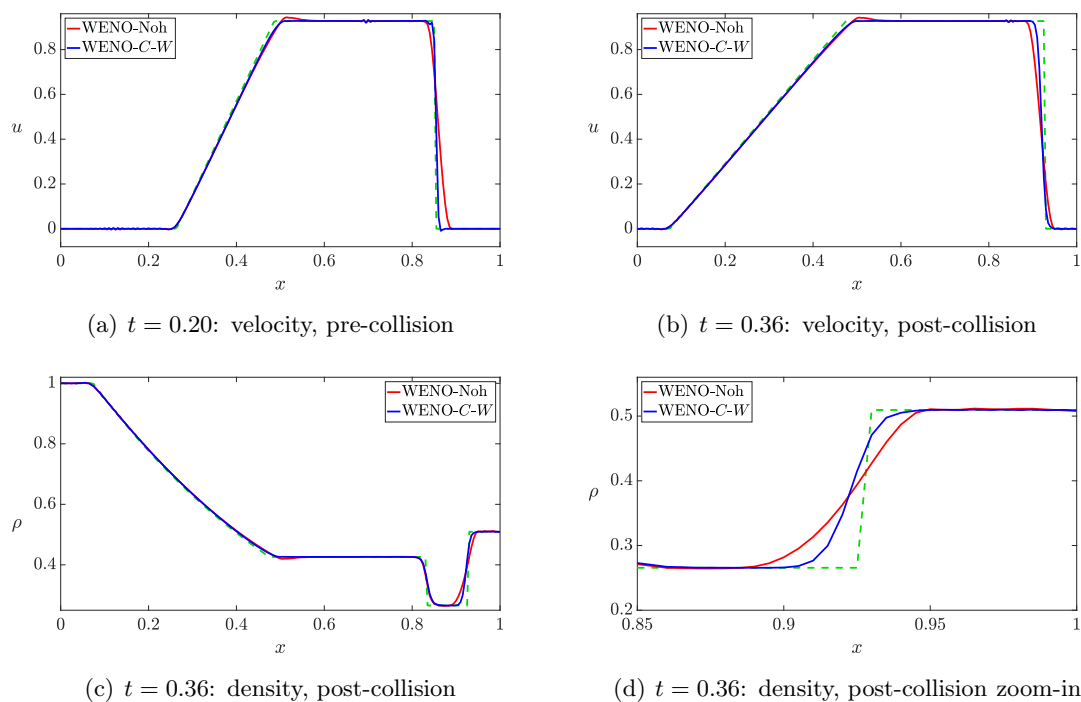 WENO-Noh
WENO-C-W
u
0.8
0.6
0.4
0.2
0
0 0.2 0.4 0.6 0.8 1
x
(a) t = 0.20: velocity, pre-collision
WENO-Noh
WENO-C-W
u
0.8
0.6
0.4
0.2
0
0 0.2 0.4 0.6 0.8 1
x
(b) t = 0.36: velocity, post-collision
WENO-Noh
WENO-C-W
ρ
1
0.8
0.6
0.4
0 0.2 0.4 0.6 0.8 1
x
(c) t = 0.36: density, post-collision
WENO-Noh
WENO-C-W
ρ
0.5
0.4
0.3
0.2
0.85 0.9 0.95 1
x
(d) t = 0.36: density, post-collision zoom-in